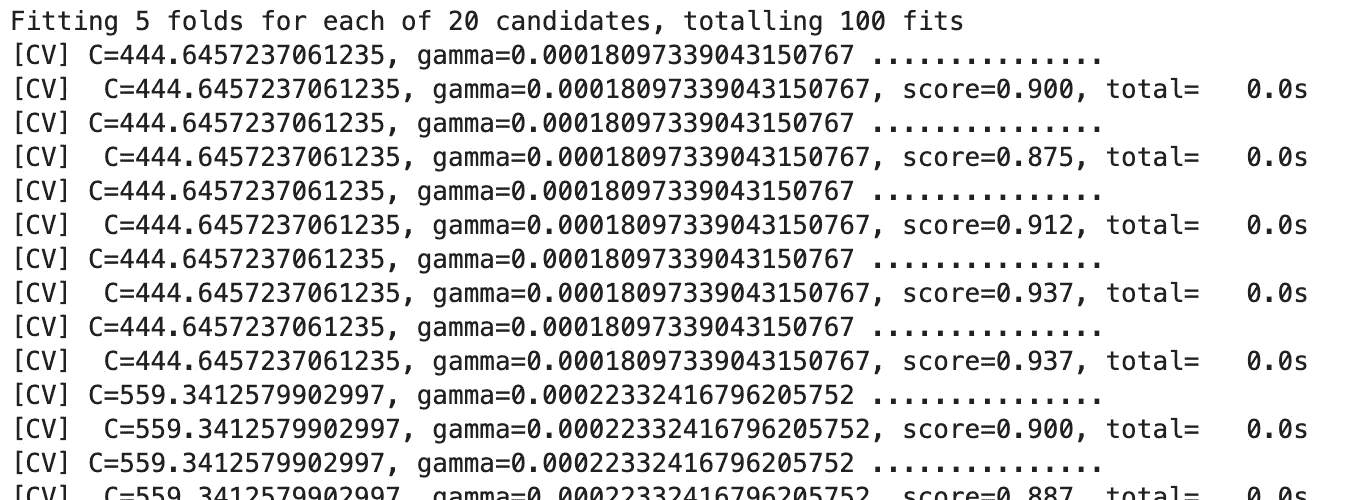 Fitting 5 folds for each of 20 candidates, totalling 100 fits
[CV] C=444.6457237061235, gamma=0.00018097339043150767 ...............
[CV]  C=444.6457237061235, gamma=0.00018097339043150767, score=0.900, total=   0.0s
[CV] C=444.6457237061235, gamma=0.00018097339043150767 ...............
[CV]  C=444.6457237061235, gamma=0.00018097339043150767, score=0.875, total=   0.0s
[CV] C=444.6457237061235, gamma=0.00018097339043150767 ...............
[CV]  C=444.6457237061235, gamma=0.00018097339043150767, score=0.912, total=   0.0s
[CV] C=444.6457237061235, gamma=0.00018097339043150767 ...............
[CV]  C=444.6457237061235, gamma=0.00018097339043150767, score=0.937, total=   0.0s
[CV] C=444.6457237061235, gamma=0.00018097339043150767 ...............
[CV]  C=444.6457237061235, gamma=0.00018097339043150767, score=0.937, total=   0.0s
[CV] C=559.3412579902997, gamma=0.00022332416796205752 ...............
[CV]  C=559.3412579902997, gamma=0.00022332416796205752, score=0.900, total=   0.0s
[CV] C=559.3412579902997, gamma=0.00022332416796205752 ...............
[CV]  C=559.3412579902997, gamma=0.00022332416796205752, score=0.887, total=   0.0s